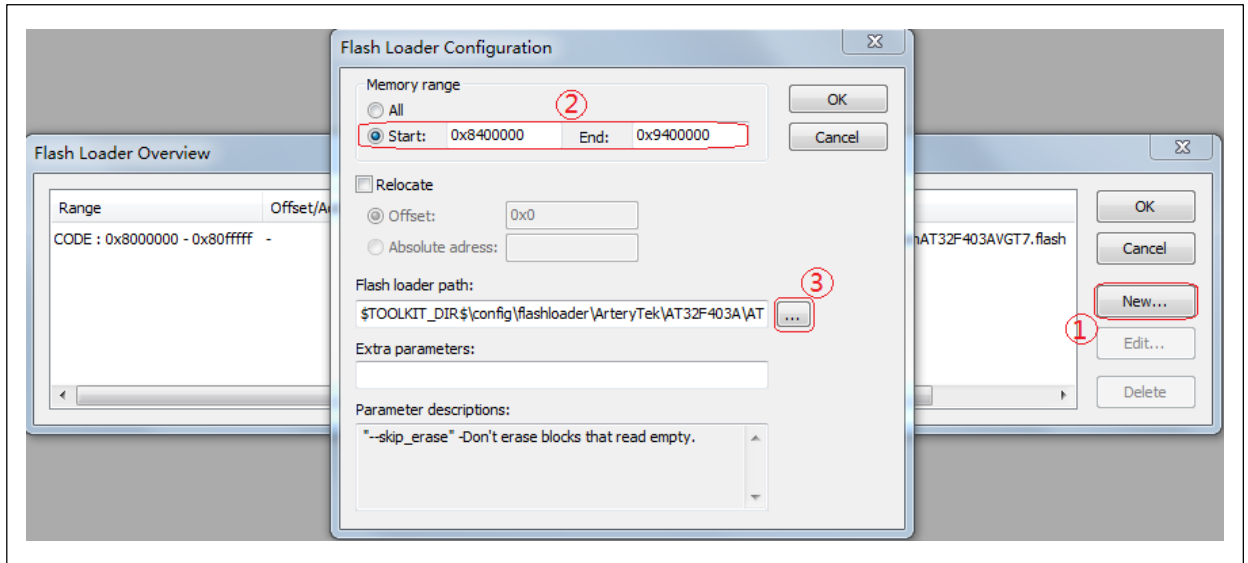 Flash Loader Configuration
Memory range
All
②
Start: 0x8400000 End: 0x9400000
OK
Cancel
Relocate
Offset: 0x0
Absolute adress:
Flash loader path:
③
$TOOLKIT_DIR$\config\flashloader\ArteryTek\AT32F403A\AT ...
Extra parameters:
Parameter descriptions:
"--skip_erase" -Don't erase blocks that read empty.
Flash Loader Overview
Range Offset/A
CODE : 0x8000000 - 0x80fffff - AT32F403AVGT7.flash
OK
Cancel
New...
①
Edit...
Delete